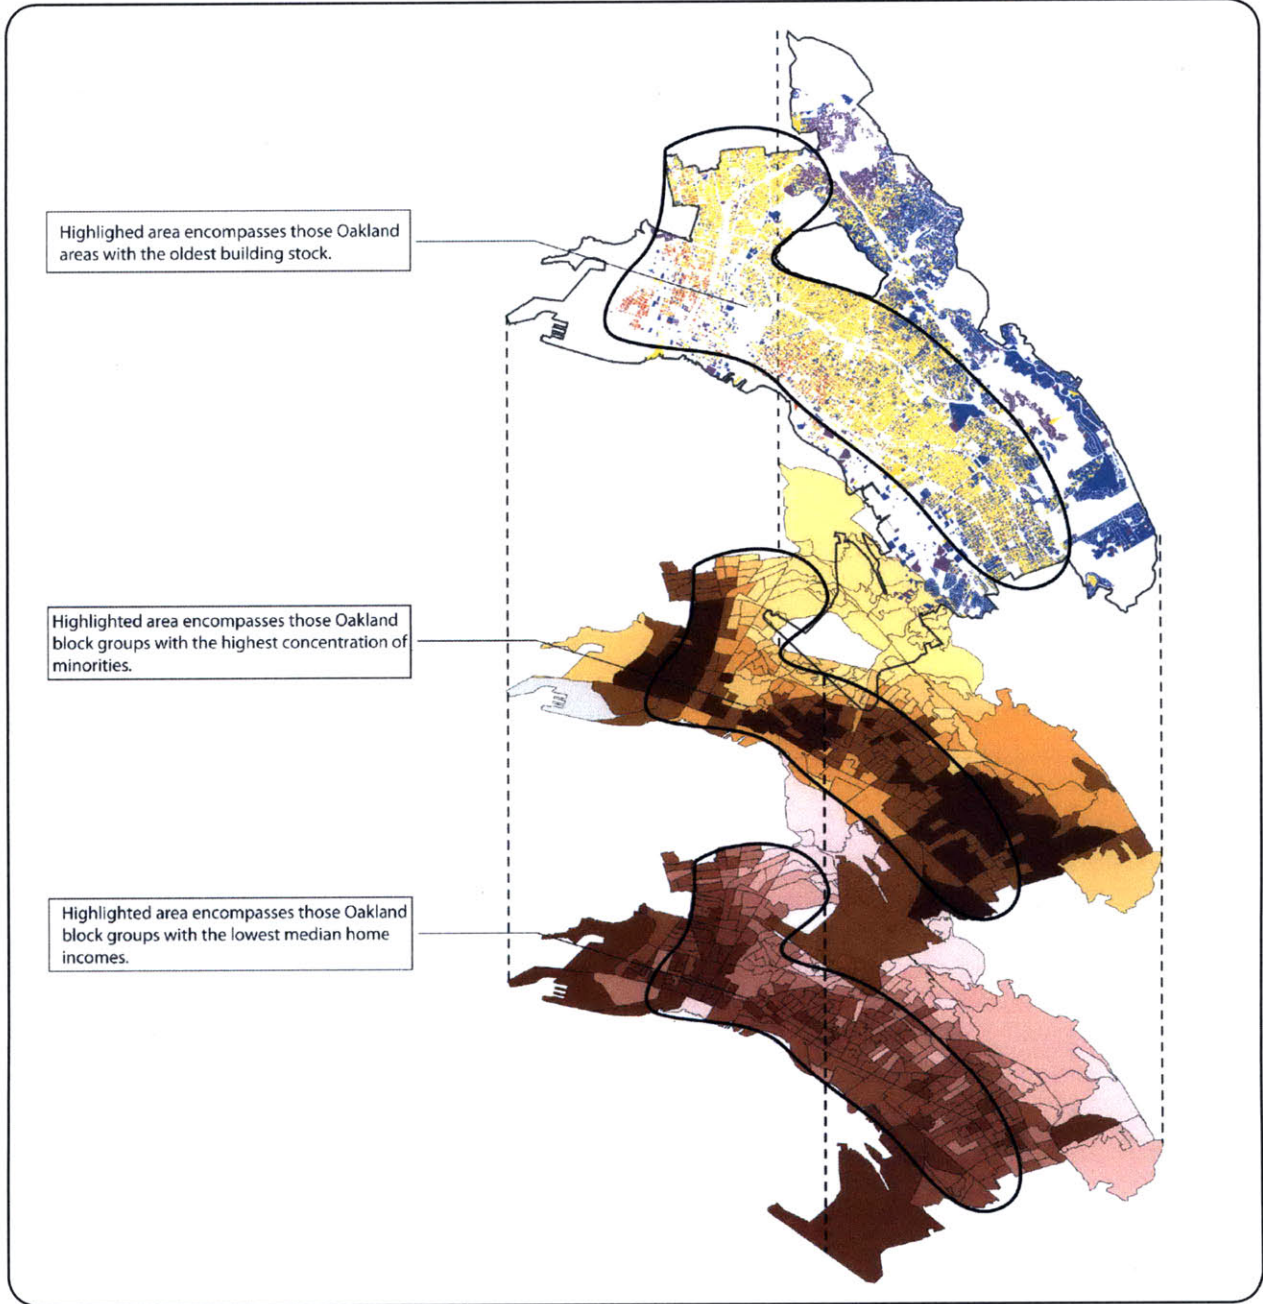 Highlighed area encompasses those Oakland
areas with the oldest building stock.
Highlighted area encompasses those Oakland
block groups with the highest concentration of
minorities.
Highlighted area encompasses those Oakland
block groups with the lowest median home
incomes.